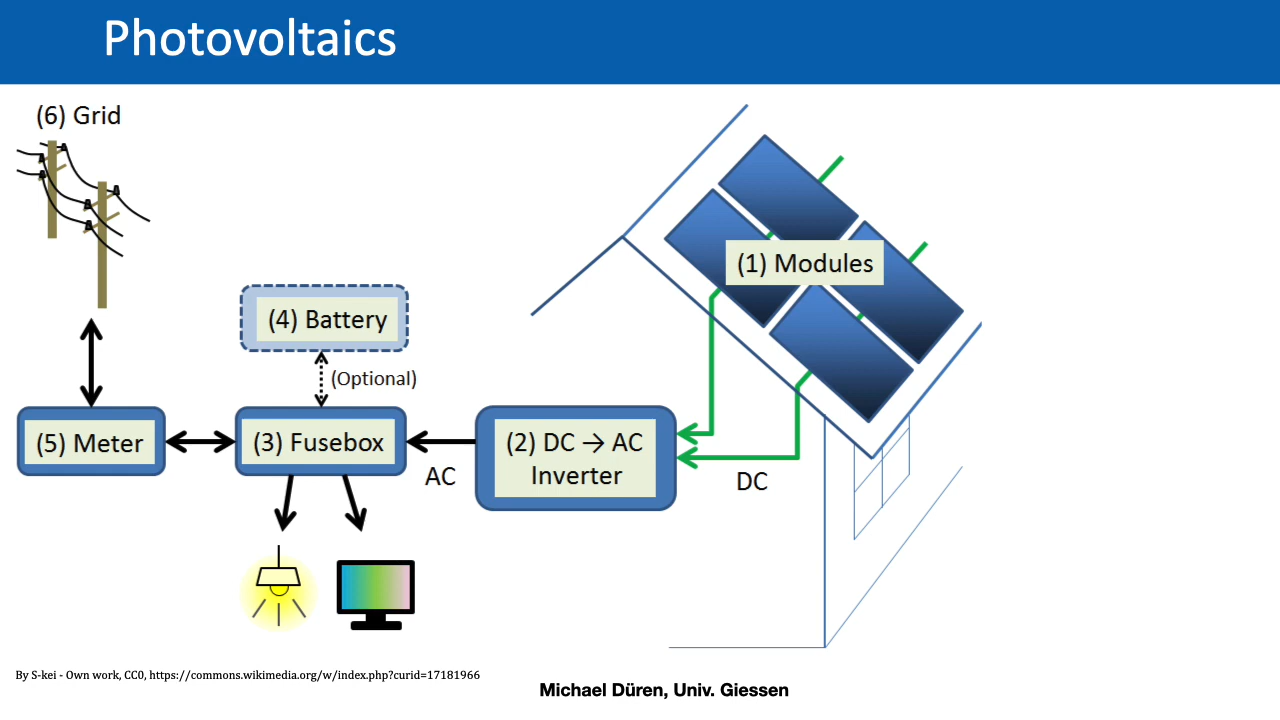 Photovoltaics
(6) Grid
(1) Modules
(4) Battery
(Optional)
(5) Meter
(3) Fusebox
AC
(2) DC → AC
Inverter
DC
By S-kei - Own work, CC0, https://commons.wikimedia.org/w/index.php?curid=17181966
Michael Düren, Univ. Giessen